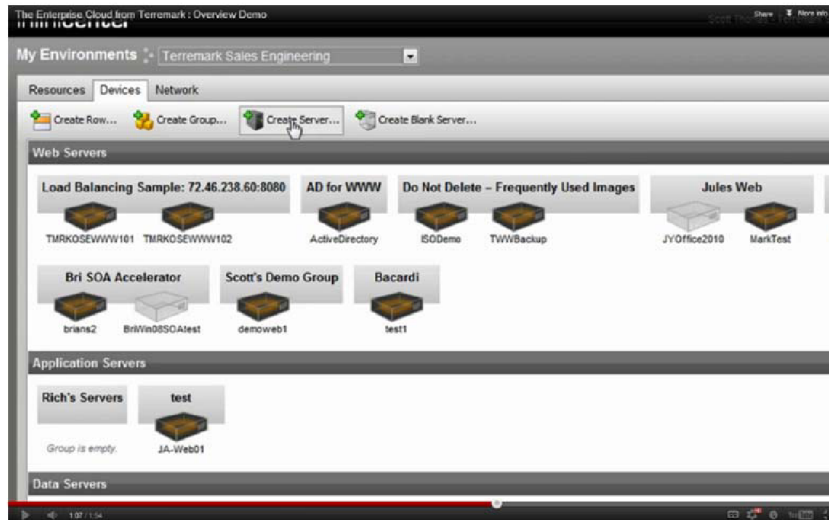 The Enterprise Cloud from Terremark : Overview Demo
Share More info
My Environments Terremark Sales Engineering
Resources Devices Network
Create Row... Create Group... Create Server... Create Blank Server...
Web Servers
Load Balancing Sample: 72.46.238.60:8080 AD for WWW Do Not Delete – Frequently Used Images Jules Web
TMRKOSEWWW101 TMRKOSEWWW102 ActiveDirectory ISODemo TWWBackup JYOffice2010 MarkTest
Bri SOA Accelerator Scott's Demo Group Bacardi
brians2 BriWin08SOAtest demoweb1 test1
Application Servers
Rich's Servers test
Group is empty. JA-Web01
Data Servers
1:07 / 1:54